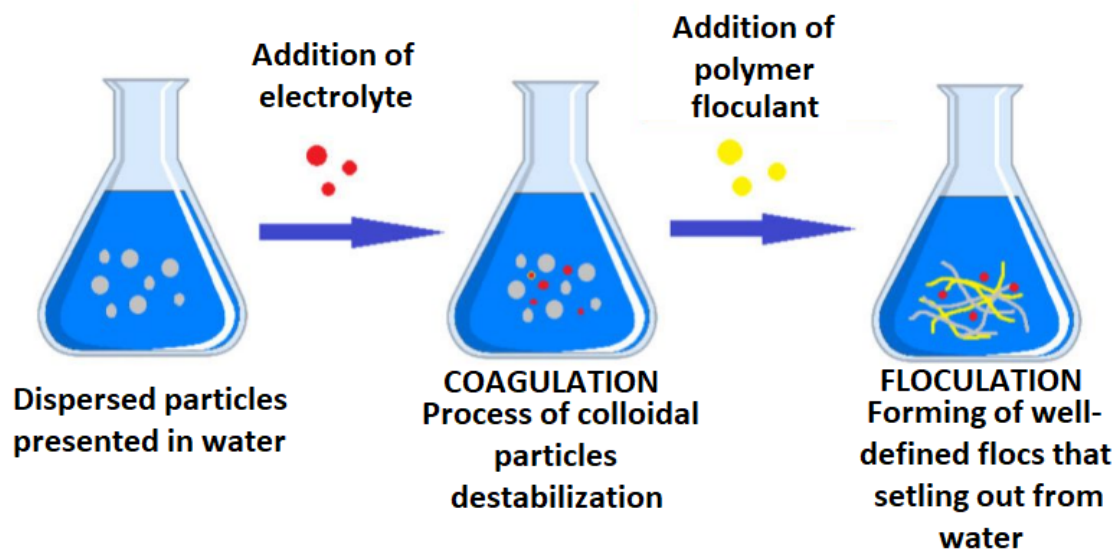 Addition of
electrolyte
Addition of
polymer
floculant
Dispersed particles
presented in water
COAGULATION
Process of colloidal
particles
destabilization
FLOCULATION
Forming of well-
defined flocs that
setling out from
water